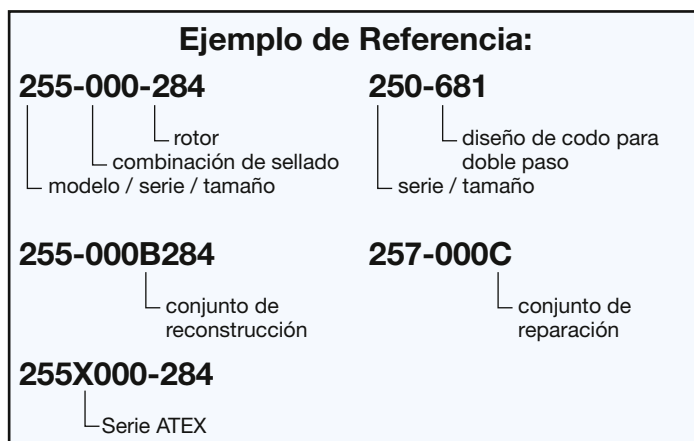 Ejemplo de Referencia:
255-000-284
rotor
combinación de sellado
modelo / serie / tamaño
250-681
diseño de codo para
doble paso
serie / tamaño
255-000B284
conjunto de
reconstrucción
257-000C
conjunto de
reparación
255X000-284
Serie ATEX